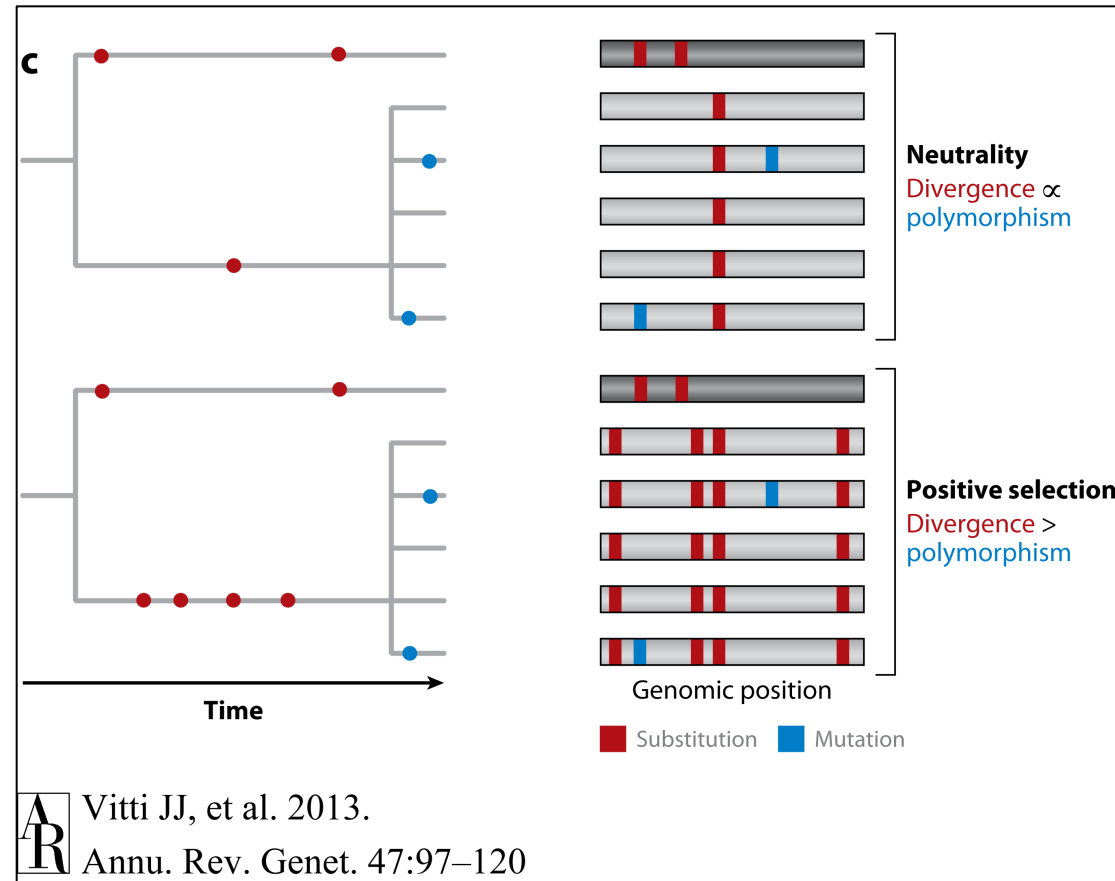 c
Neutrality
Divergence ∝
polymorphism
Positive selection
Divergence >
polymorphism
Time
Genomic position
Substitution
Mutation
AR
Vitti JJ, et al. 2013.
Annu. Rev. Genet. 47:97–120